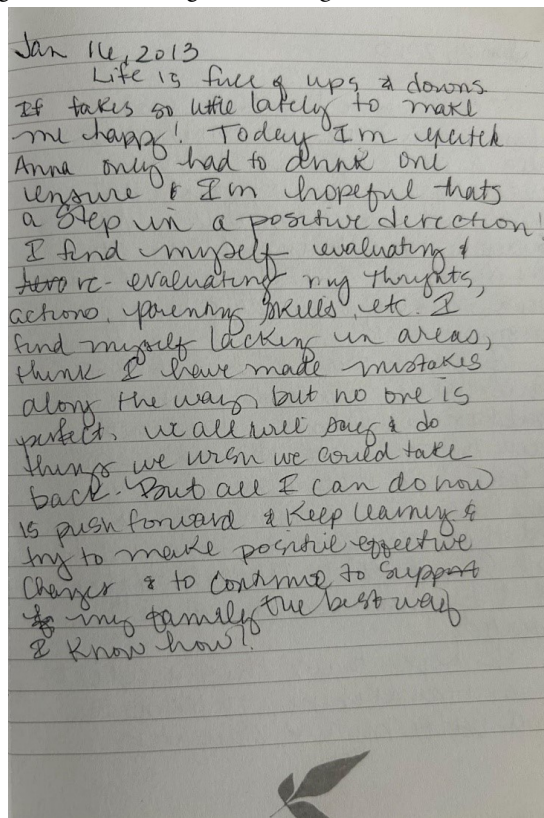 Jan 16, 2013
Life is full of ups & downs.
It takes so little lately to make
me happy! Today I'm
Anna only had to drink one
ensure & I'm hopeful thats
a step in a positive direction!
I find myself evaluating &
re-evaluating my thoughts,
actions, parenting skills, etc. I
find myself lacking in areas,
think I have made mistakes
along the way, but no one is
perfect. we all will say & do
things we wish we could take
back. But all I can do now
is push forward & Keep learning &
try to make positive effective
changes & to continue to support
my family the best way
I know how!